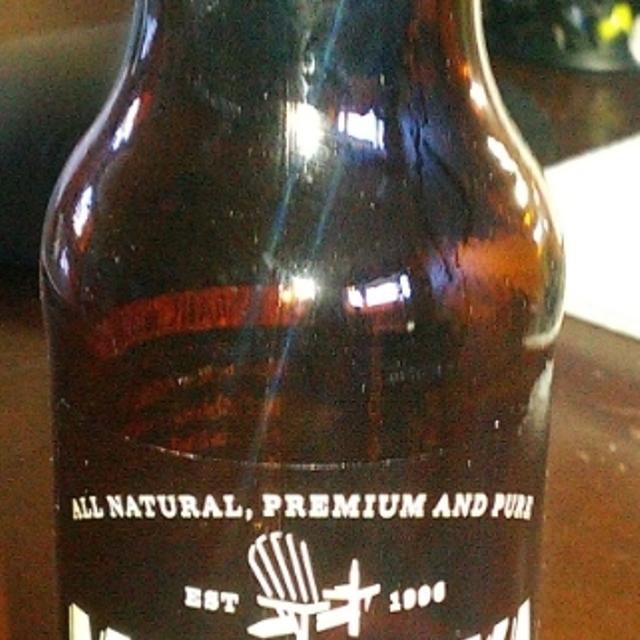 ALL NATURAL, PREMIUM AND PURE
EST 1996